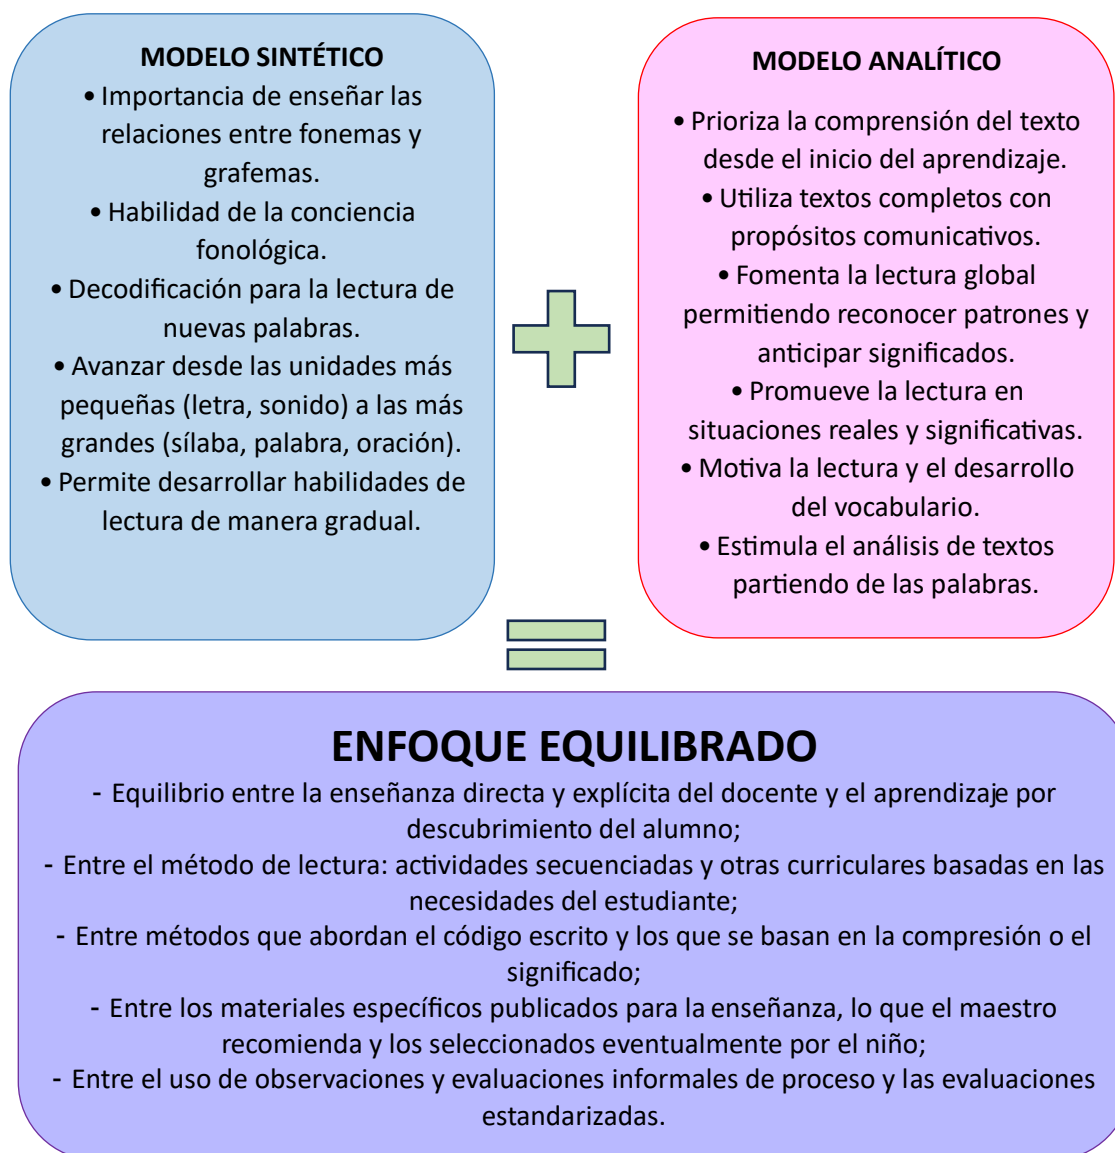 MODELO SINTÉTICO
• Importancia de enseñar las
relaciones entre fonemas y
grafemas.
• Habilidad de la conciencia
fonológica.
• Decodificación para la lectura de
nuevas palabras.
• Avanzar desde las unidades más
pequeñas (letra, sonido) a las más
grandes (sílaba, palabra, oración).
• Permite desarrollar habilidades de
lectura de manera gradual.
MODELO ANALÍTICO
• Prioriza la comprensión del texto
desde el inicio del aprendizaje.
• Utiliza textos completos con
propósitos comunicativos.
• Fomenta la lectura global
permitiendo reconocer patrones y
anticipar significados.
• Promueve la lectura en
situaciones reales y significativas.
• Motiva la lectura y el desarrollo
del vocabulario.
• Estimula el análisis de textos
partiendo de las palabras.
ENFOQUE EQUILIBRADO
- Equilibrio entre la enseñanza directa y explícita del docente y el aprendizaje por
descubrimiento del alumno;
- Entre el método de lectura: actividades secuenciadas y otras curriculares basadas en las
necesidades del estudiante;
- Entre métodos que abordan el código escrito y los que se basan en la compresión o el
significado;
- Entre los materiales específicos publicados para la enseñanza, lo que el maestro
recomienda y los seleccionados eventualmente por el niño;
- Entre el uso de observaciones y evaluaciones informales de proceso y las evaluaciones
estandarizadas.